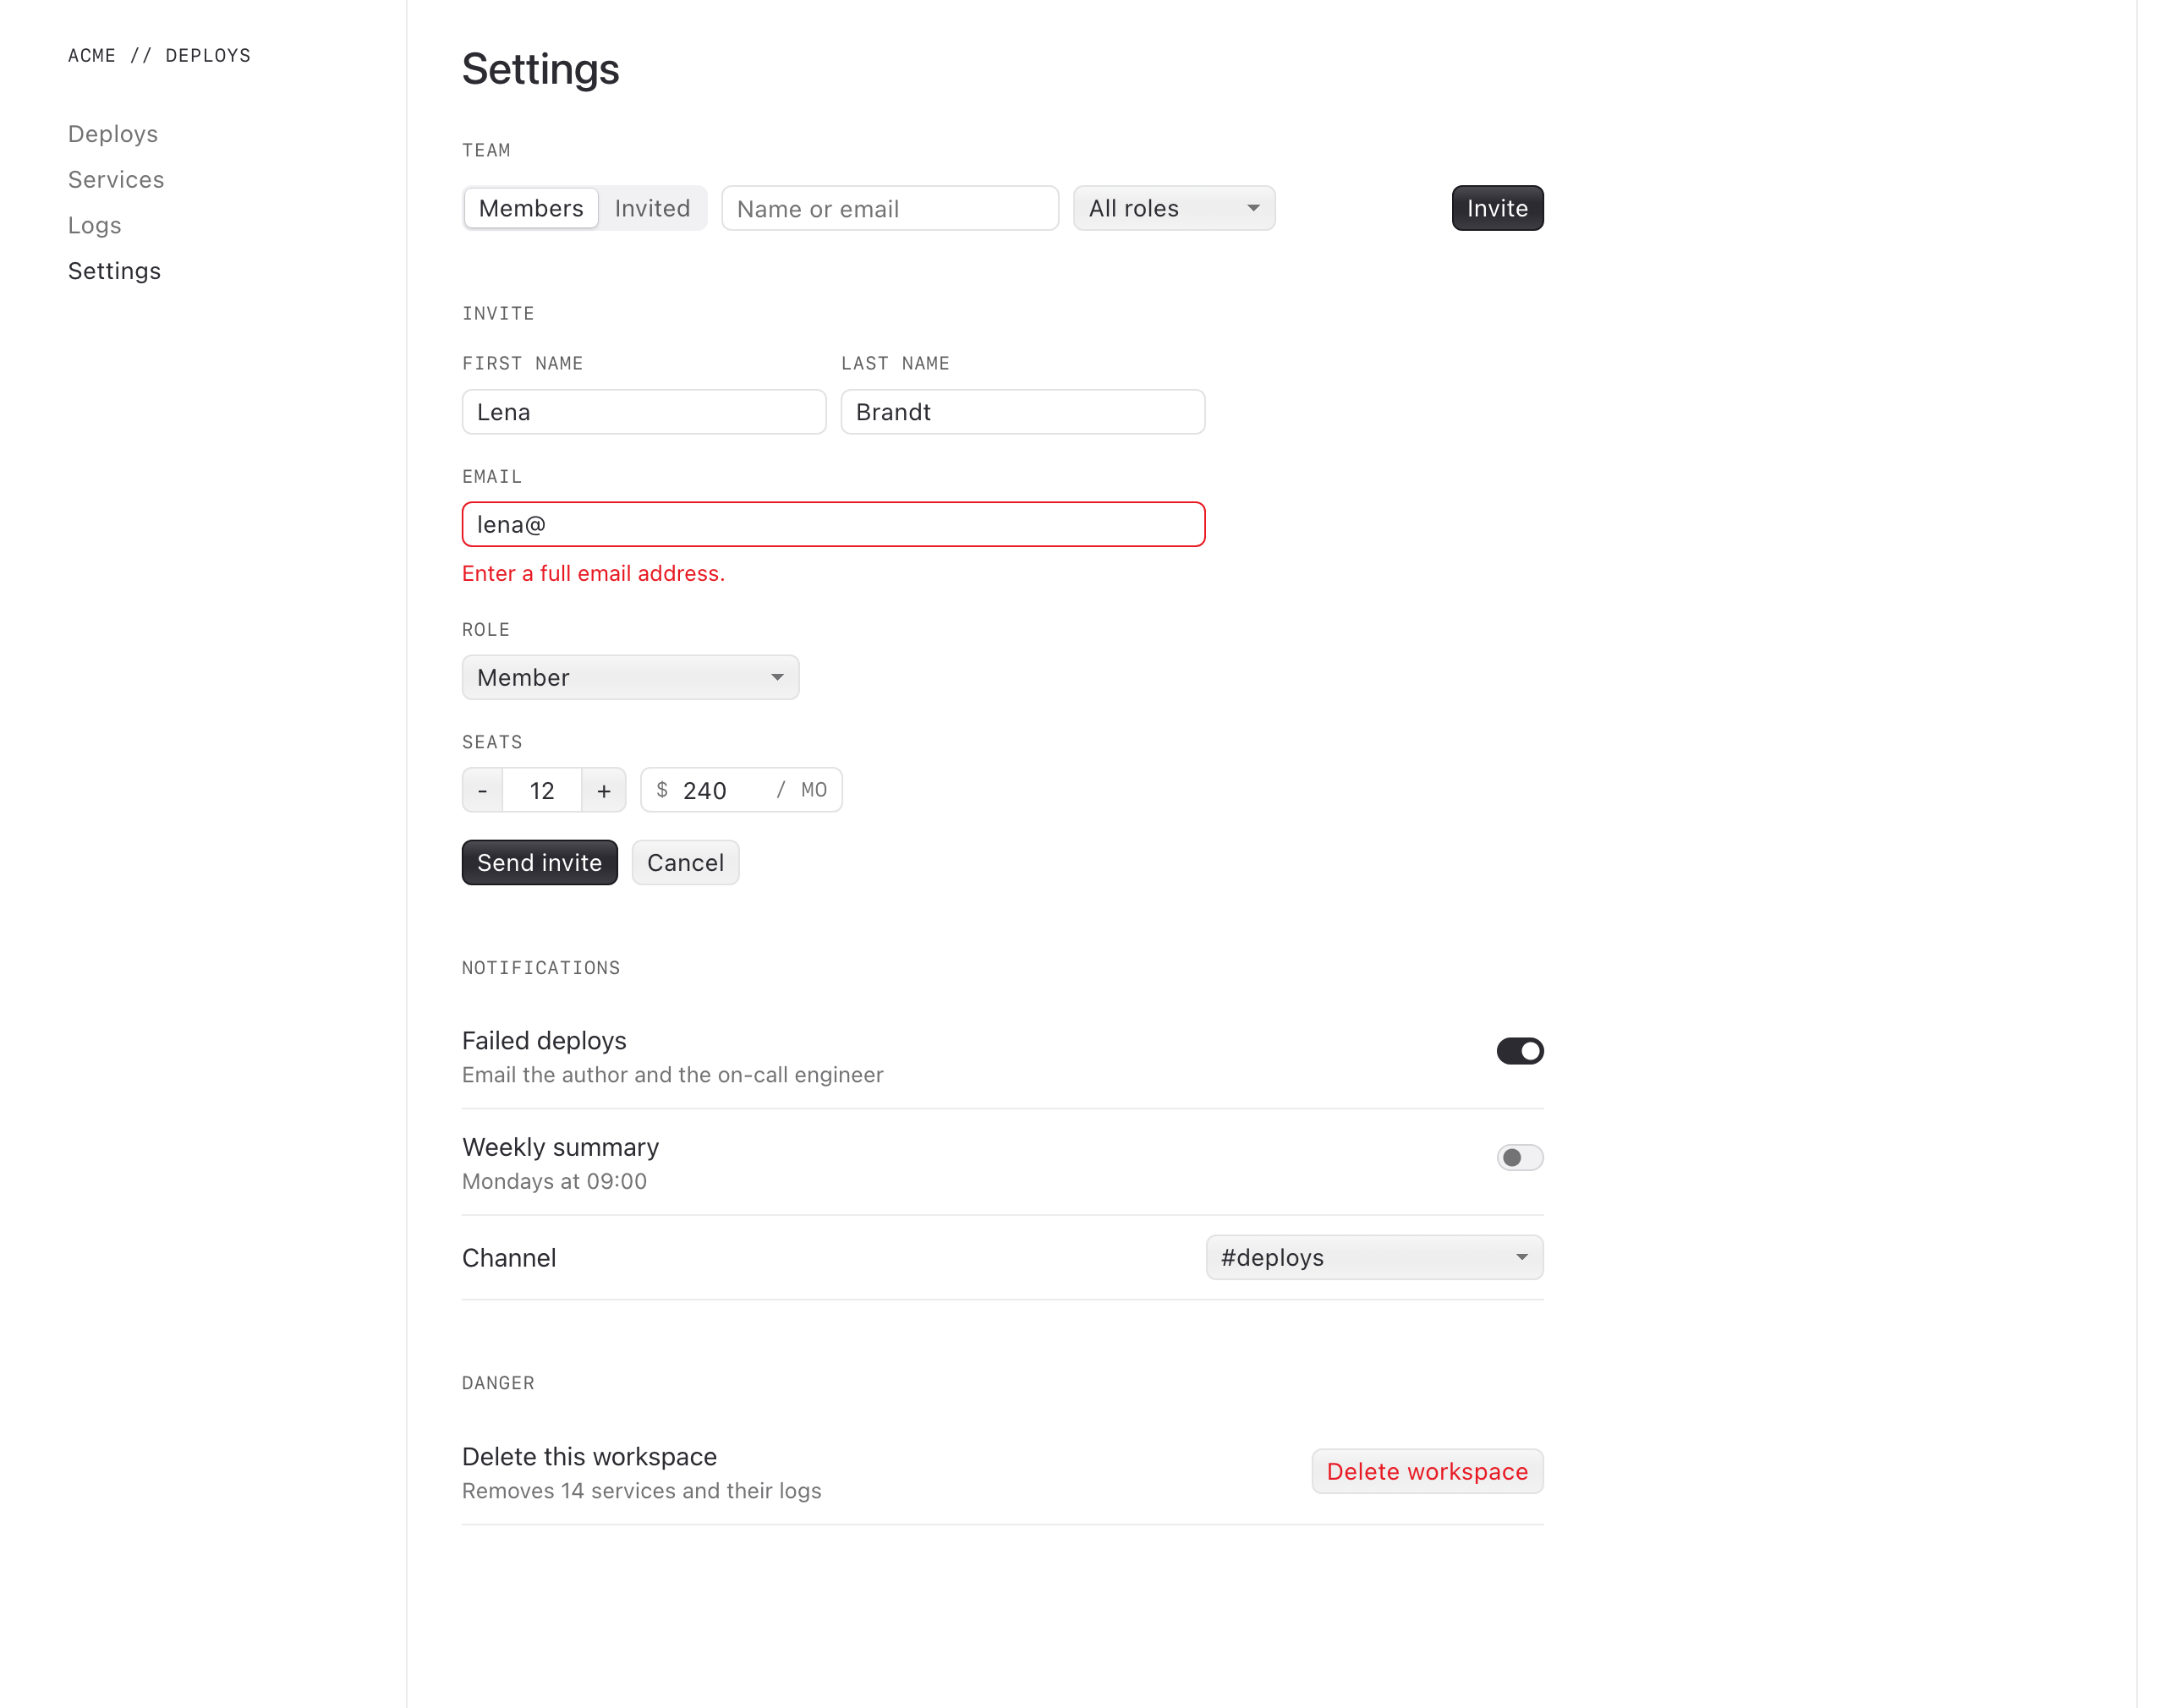 ACME // DEPLOYS
Deploys
Services
Logs
Settings
Settings
TEAM
Members Invited Name or email All roles Invite
INVITE
FIRST NAME LAST NAME
Lena Brandt
EMAIL
lena@
Enter a full email address.
ROLE
Member
SEATS
- 12 + $ 240 / MO
Send invite Cancel
NOTIFICATIONS
Failed deploys
Email the author and the on-call engineer
Weekly summary
Mondays at 09:00
Channel #deploys
DANGER
Delete this workspace
Removes 14 services and their logs
Delete workspace